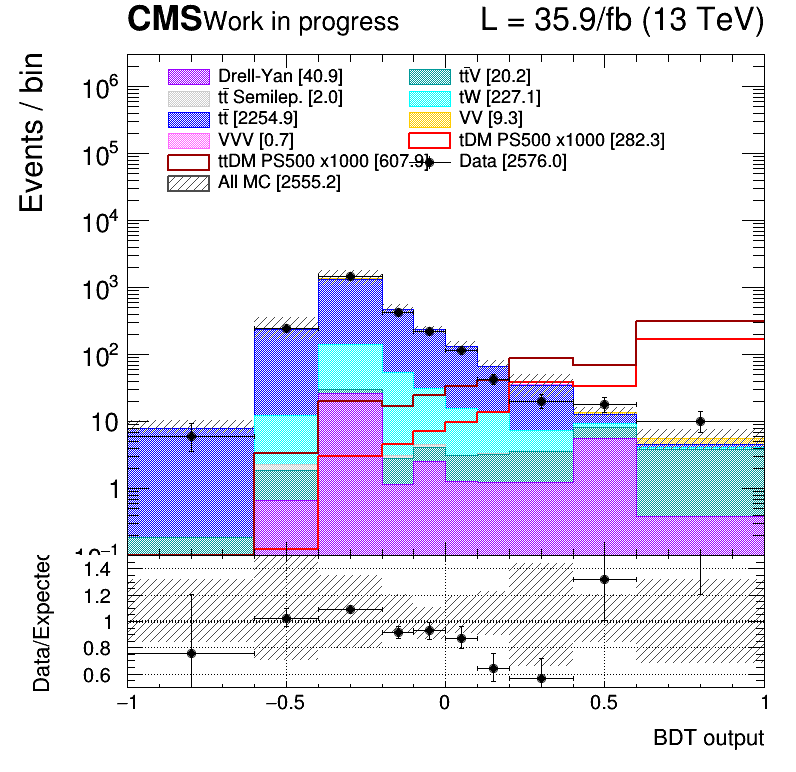 CMS Work in progress L = 35.9/fb (13 TeV)
Events / bin
Drell-Yan [40.9] tt̄V [20.2]
tt̄ Semilep. [2.0] tW [227.1]
tt̄ [2254.9] VV [9.3]
VVV [0.7] tDM PS500 x1000 [282.3]
ttDM PS500 x1000 [607.9] Data [2576.0]
All MC [2555.2]
10⁶
10⁵
10⁴
10³
10²
10
1
10⁻¹
Data/Expected
1.4
1.2
1
0.8
0.6
−1 −0.5 0 0.5 1
BDT output